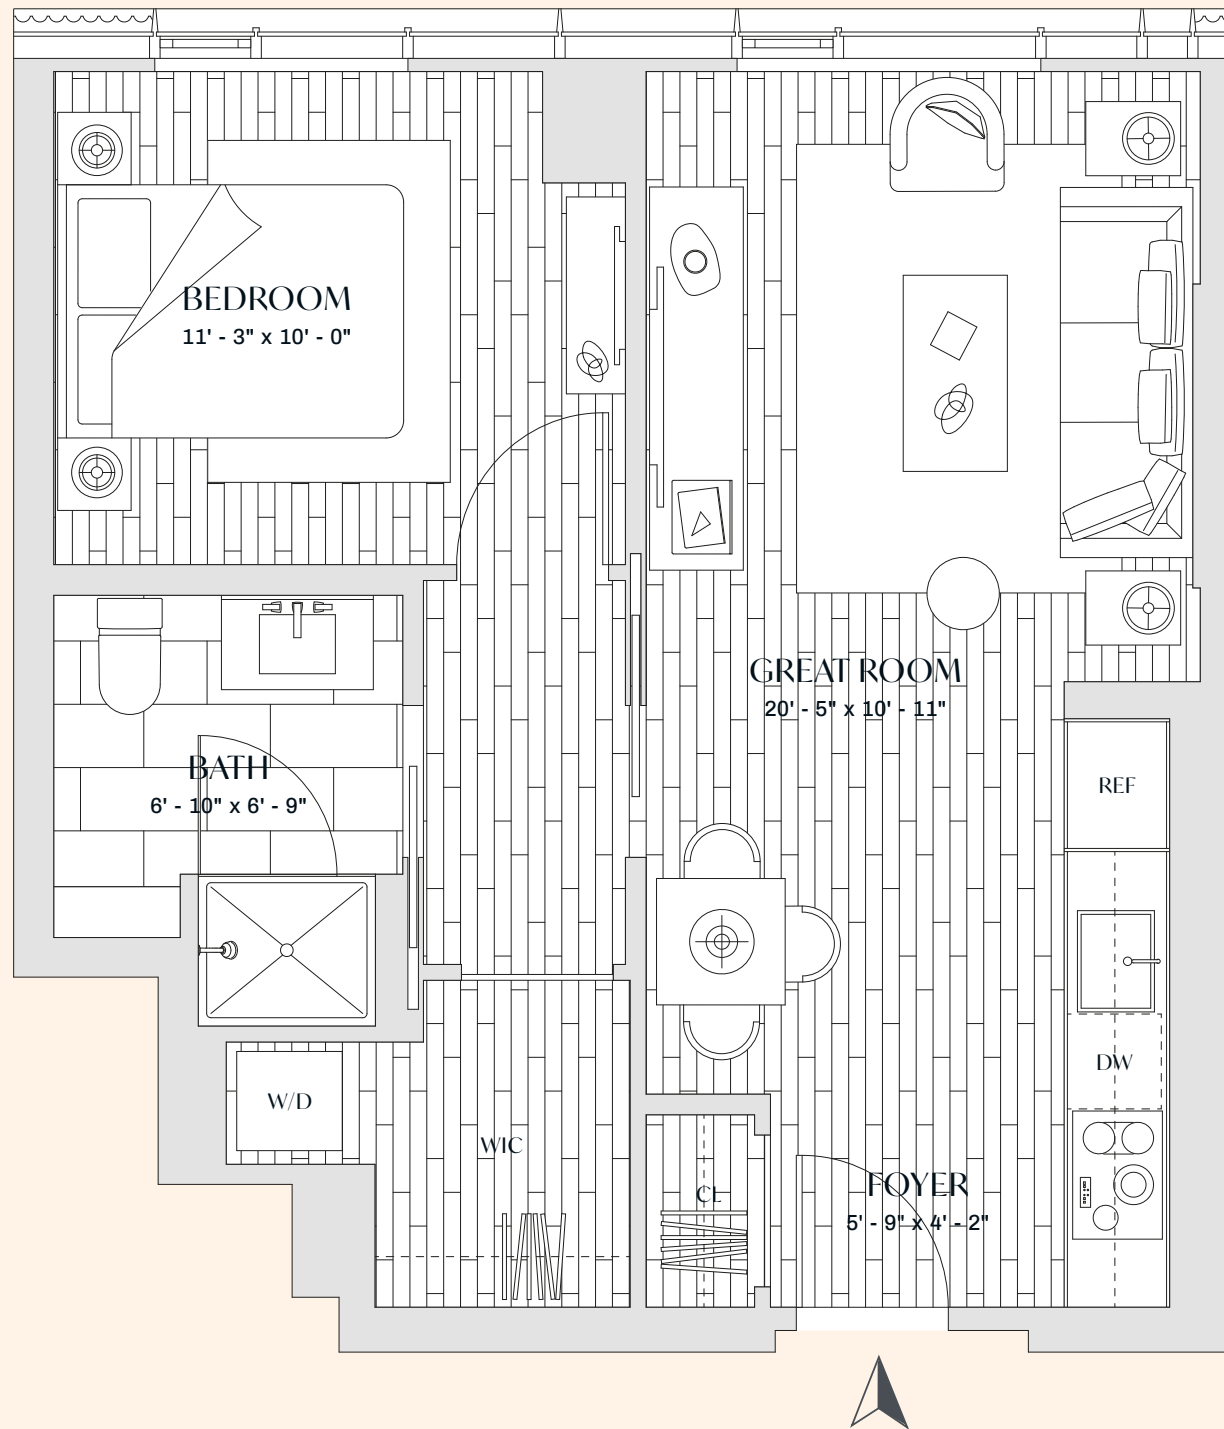 BEDROOM
11' - 3" x 10' - 0"
GREAT ROOM
20' - 5" x 10' - 11"
BATH
6' - 10" x 6' - 9"
REF
DW
W/D
WIC
CL
FOYER
5' - 9" x 4' - 2"